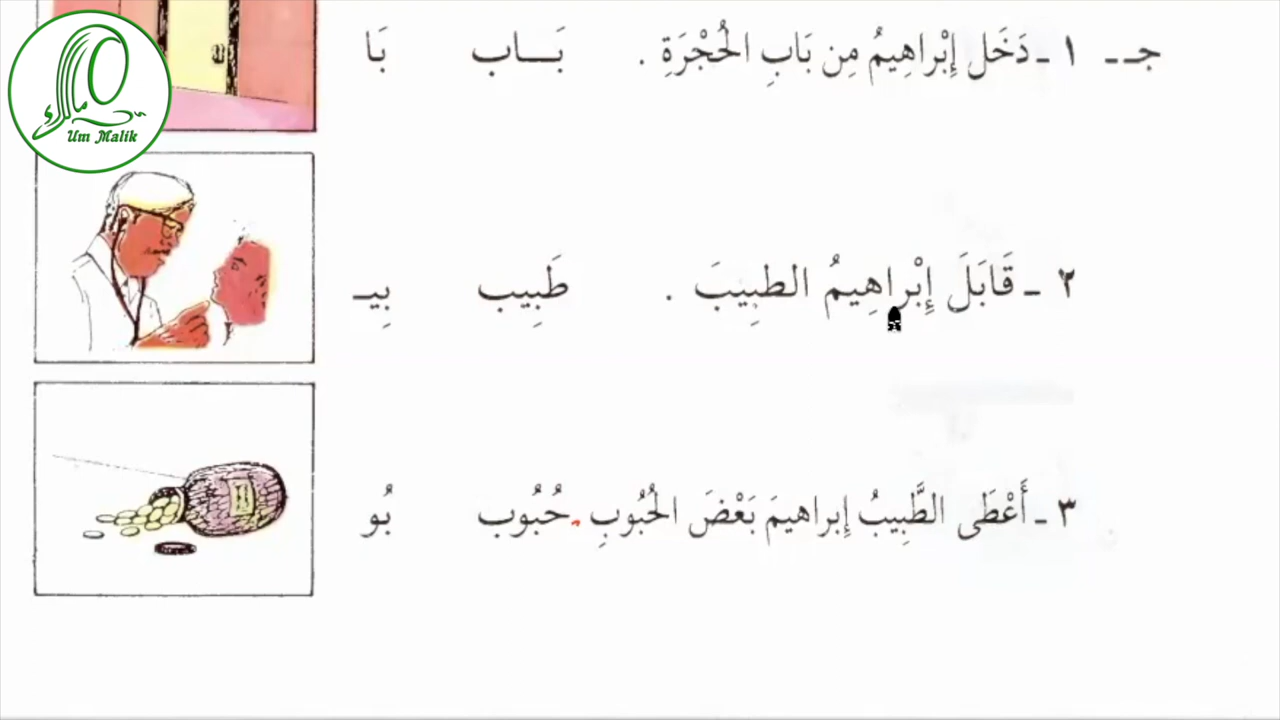 جـ - ١ - دَخَل إِبْرَاهِيمُ مِن بَابِ الْحُجْرَةِ . بَـــاب بَا
٢ - قَابَلَ إِبْرَاهِيمُ الطبِيبَ . طَبِيب بِيـ
٣ - أَعْطَى الطَّبِيبُ إِبراهيمَ بَعْضَ الحُبُوبِ حُبُوب بُو
Um Malik